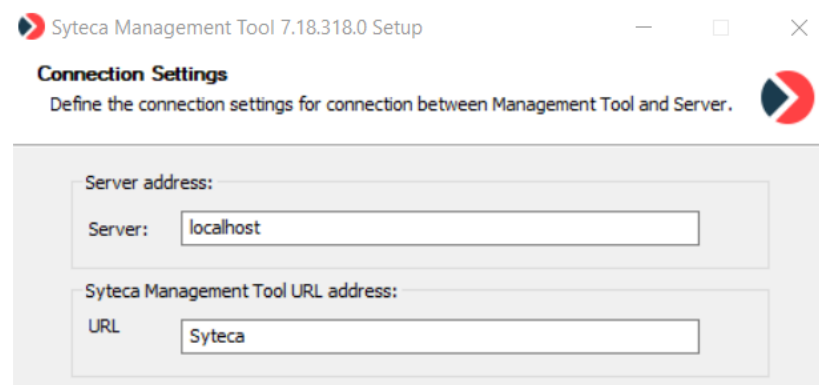 Syteca Management Tool 7.18.318.0 Setup
Connection Settings
Define the connection settings for connection between Management Tool and Server.
Server address:
Server: localhost
Syteca Management Tool URL address:
URL Syteca